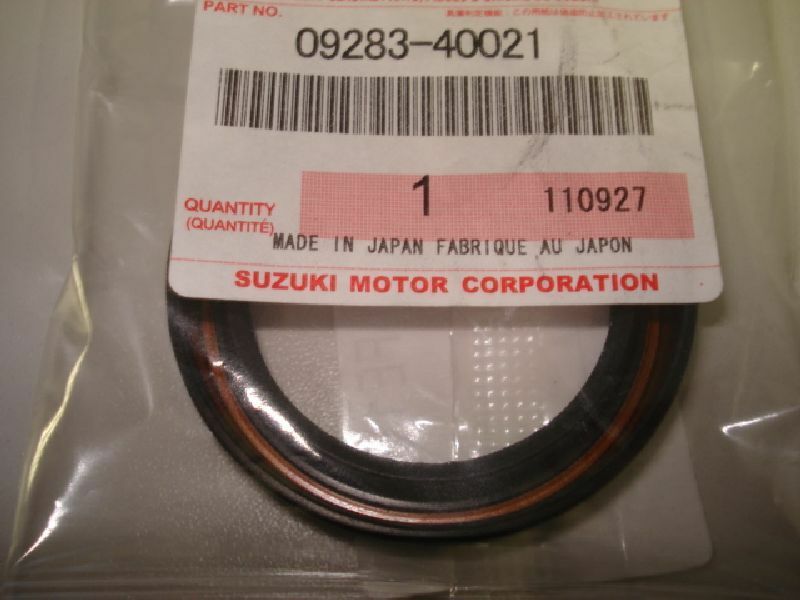 PART NO.
09283-40021
QUANTITY 1 110927
(QUANTITÉ)
MADE IN JAPAN FABRIQUE AU JAPON
SUZUKI MOTOR CORPORATION